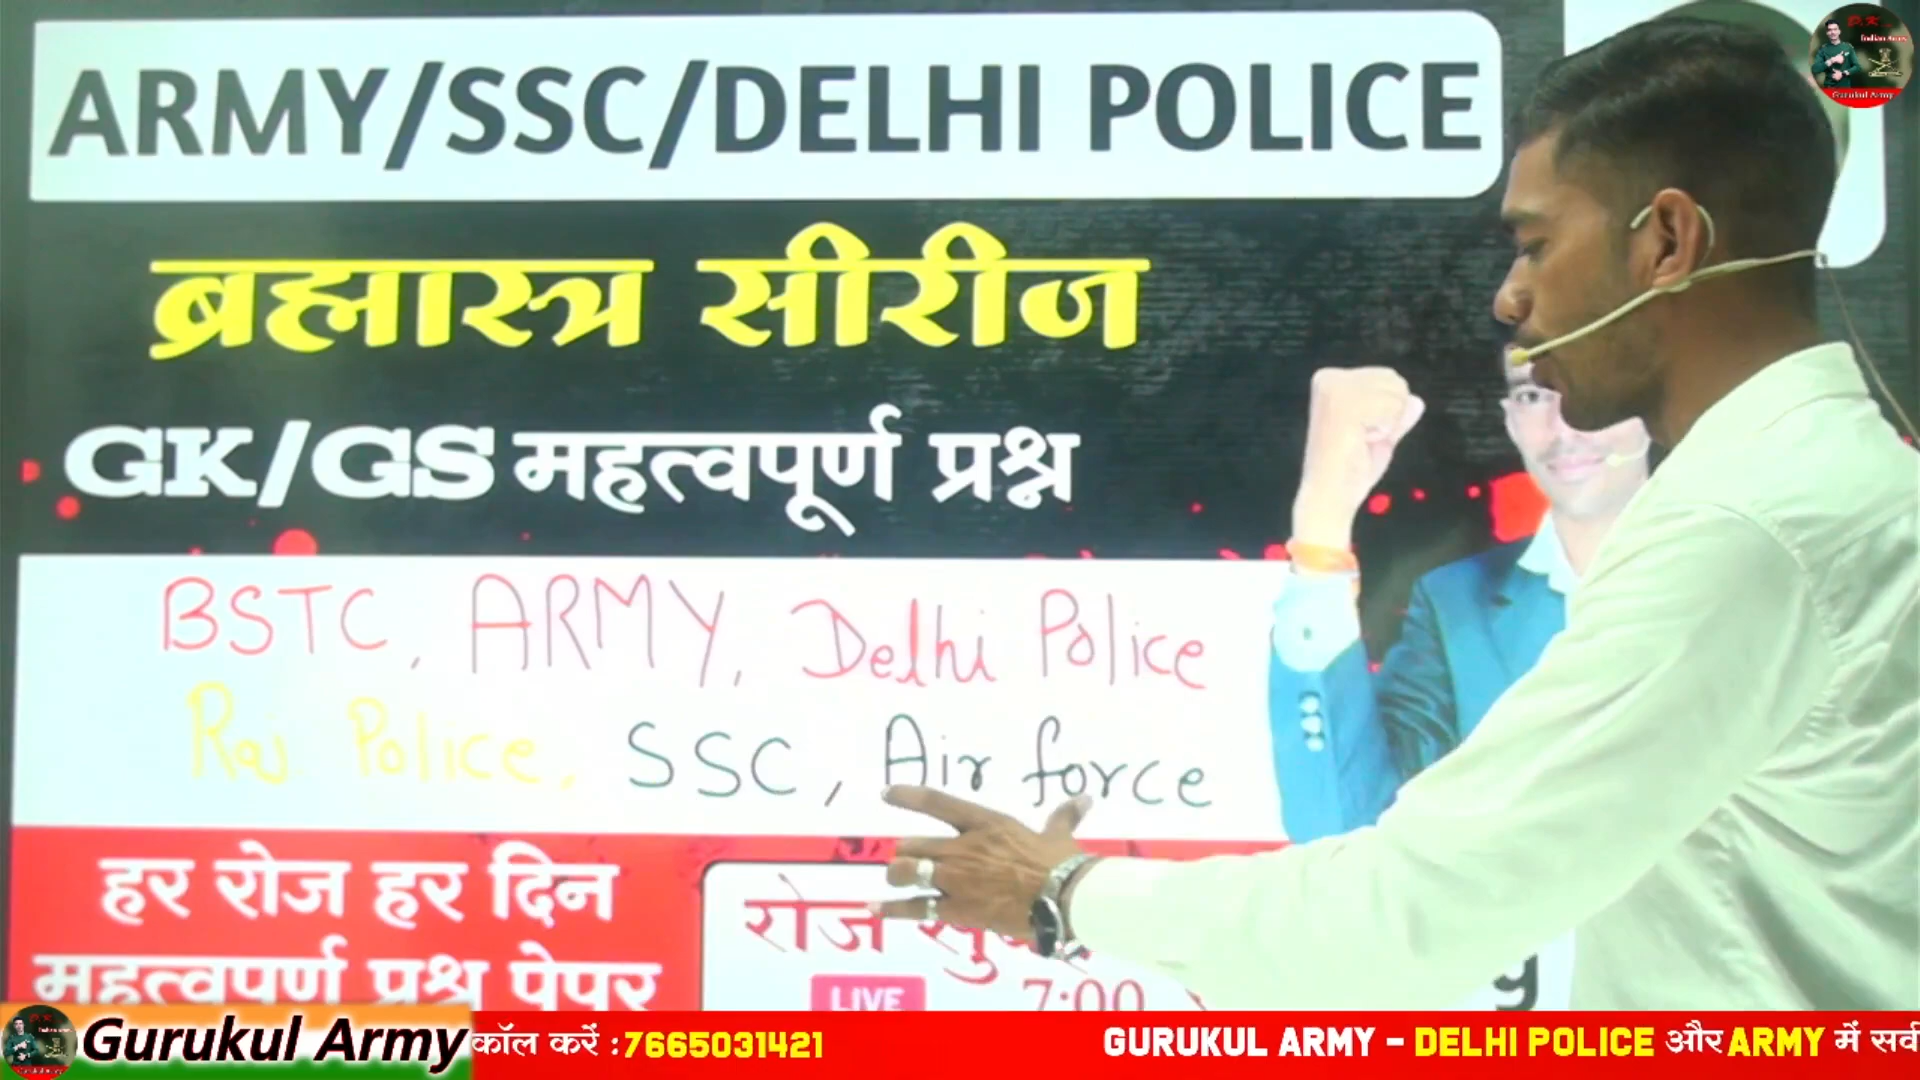 ARMY/SSC/DELHI POLICE
ब्रह्मास्त्र सीरीज
GK/GS महत्वपूर्ण प्रश्न
BSTC, ARMY, Delhi Police
Raj Police, SSC, Air force
हर रोज हर दिन
महत्वपूर्ण प्रश्न पेपर
रोज
LIVE 7:00
Gurukul Army
कॉल करें :7665031421
GURUKUL ARMY - DELHI POLICE और ARMY में
Gurukul Army